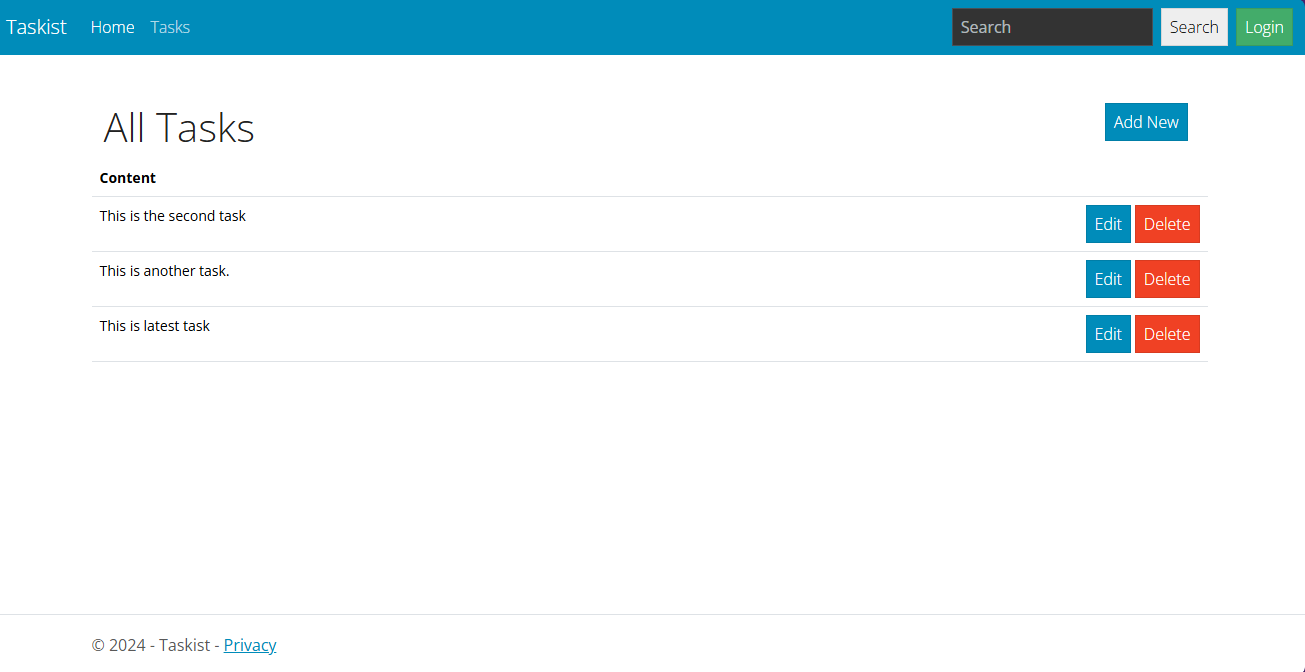 Taskist Home Tasks Search Search Login
All Tasks Add New
Content
This is the second task Edit Delete
This is another task. Edit Delete
This is latest task Edit Delete
© 2024 - Taskist - Privacy